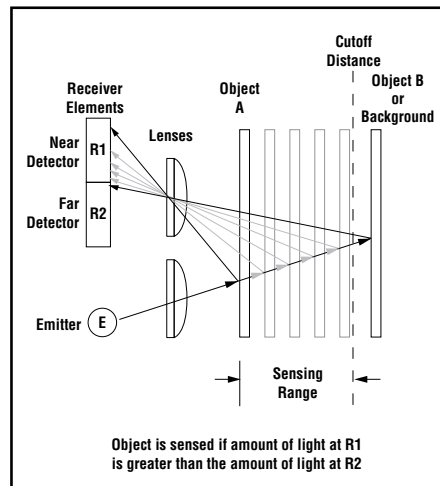 Cutoff
Distance
Receiver
Elements
Object
A
Object B
or
Background
Near
Detector
R1
Lenses
Far
Detector
R2
Emitter
E
Sensing
Range
Object is sensed if amount of light at R1
is greater than the amount of light at R2